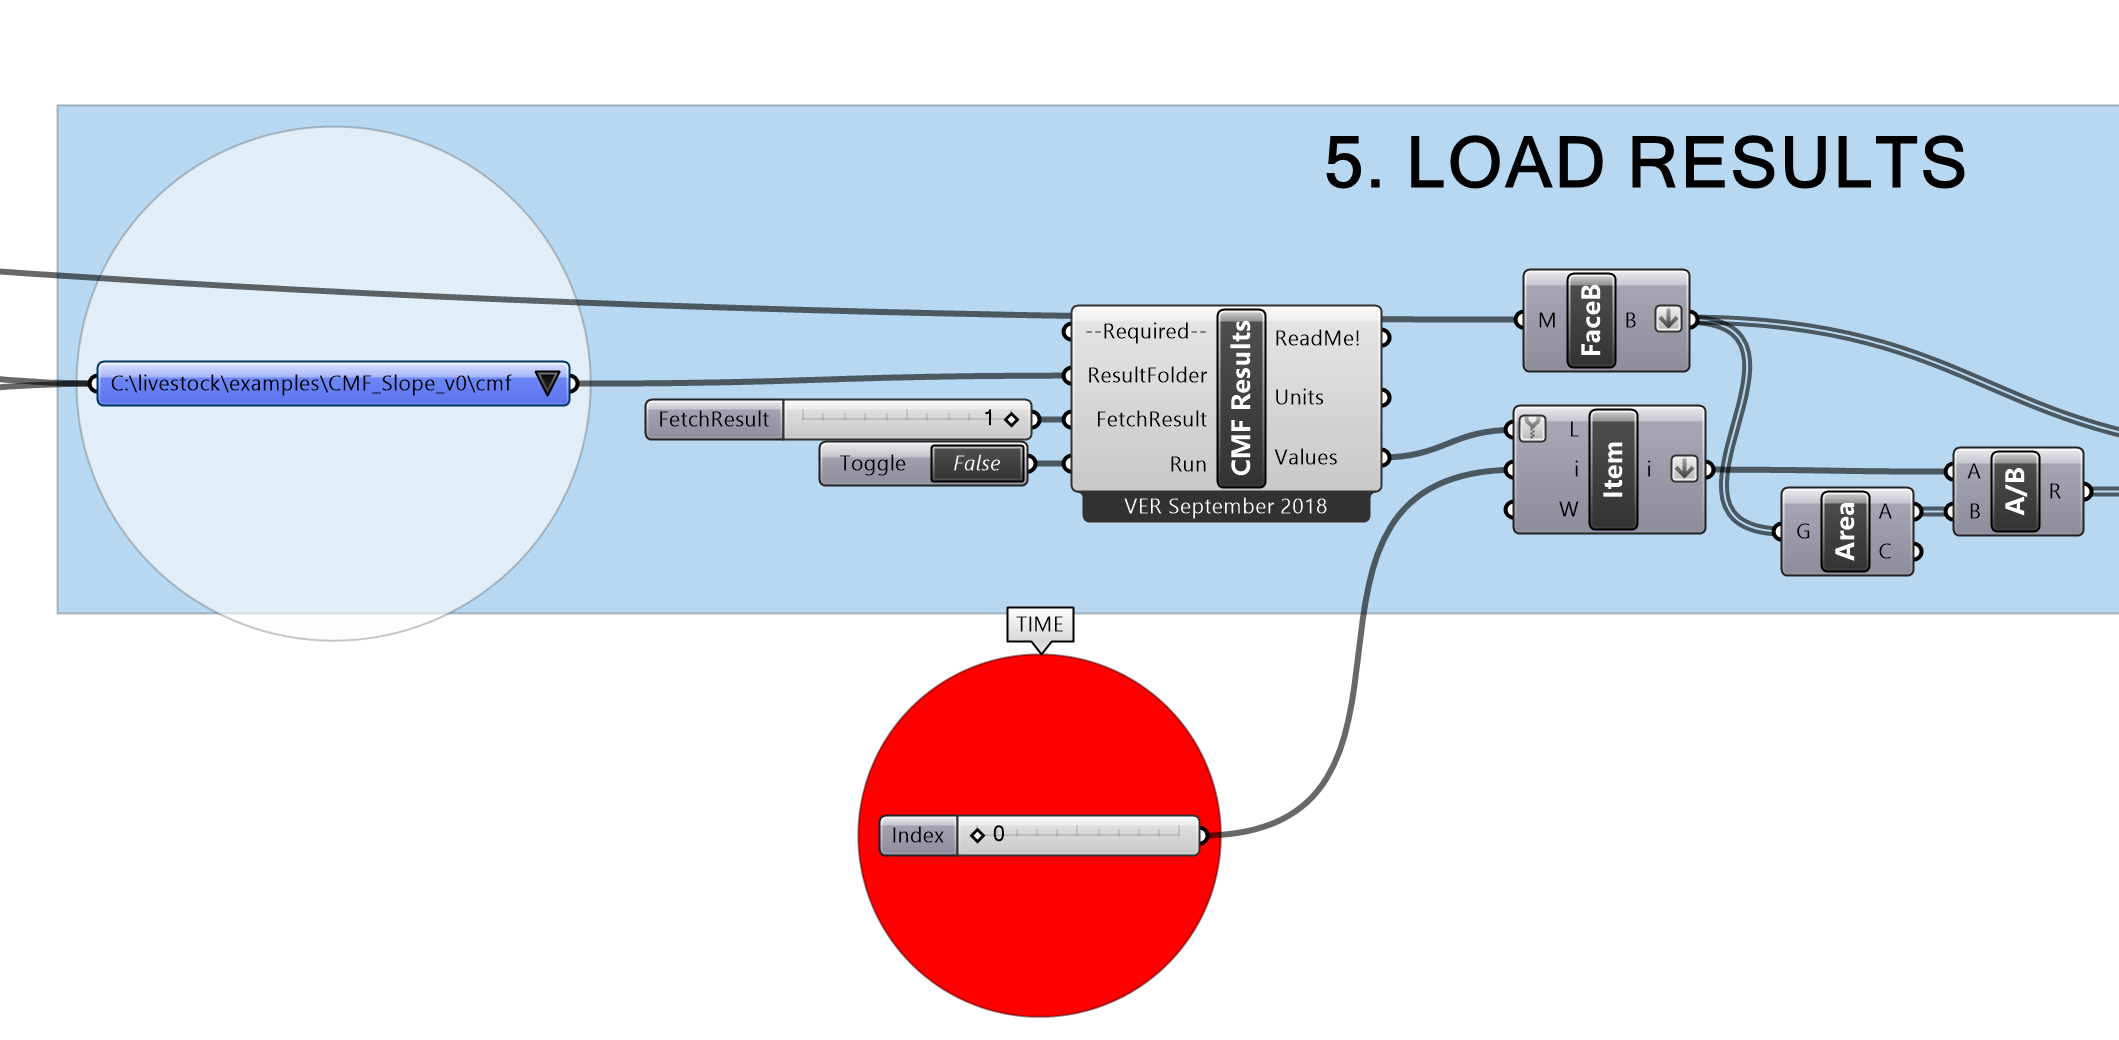 5. LOAD RESULTS
C:\livestock\examples\CMF_Slope_v0\cmf
FetchResult 1
Toggle False
--Required--
ResultFolder
FetchResult
Run
CMF Results
ReadMe!
Units
Values
VER September 2018
M FaceB B
L
i
W
Item
i
G Area A
C
A
B
A/B
R
TIME
Index 0